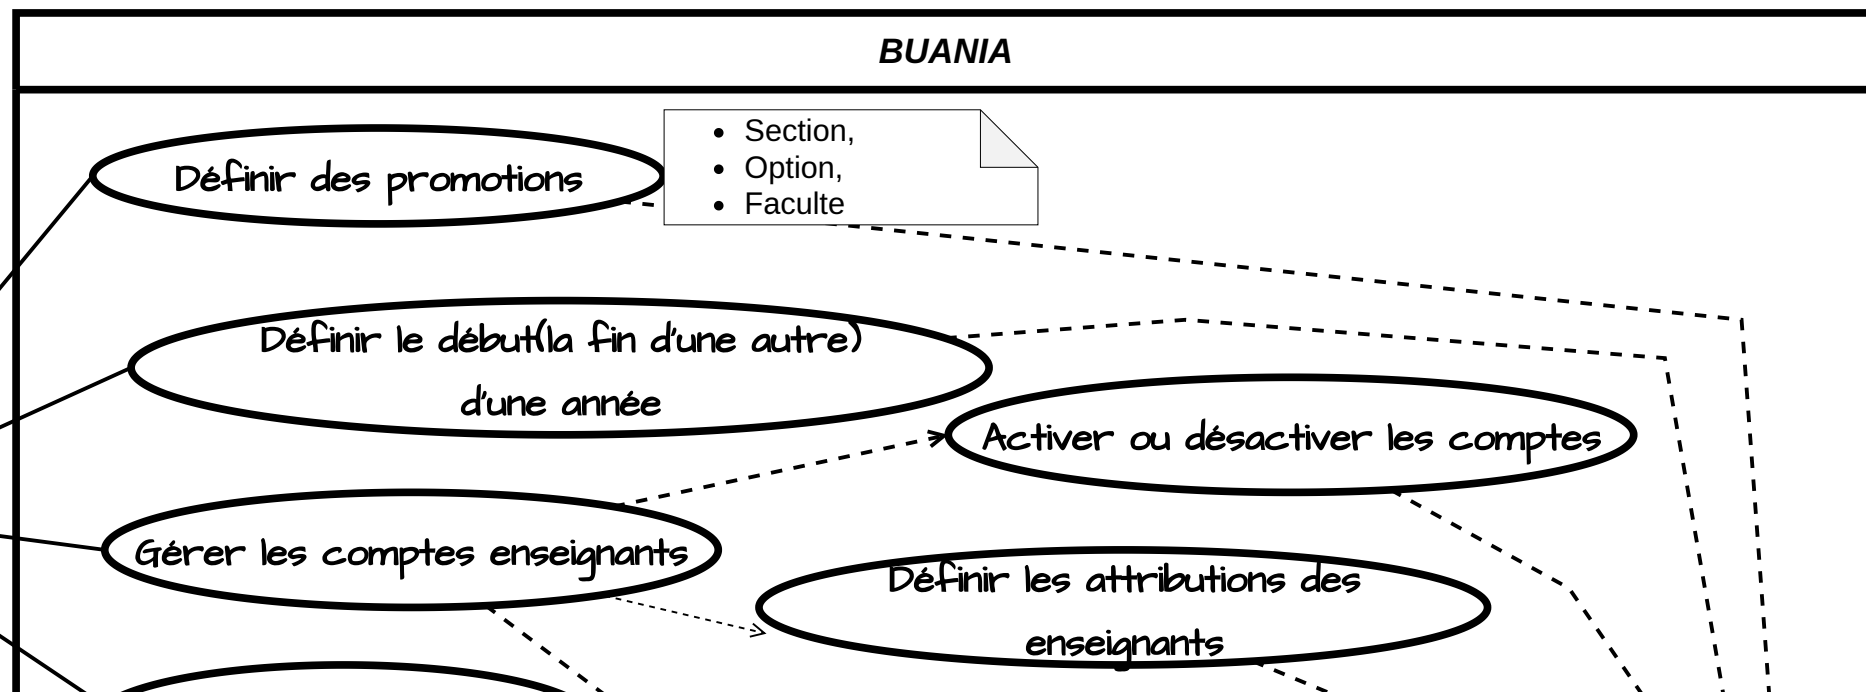 BUANIA
Définir des promotions
• Section,
• Option,
• Faculte
Définir le début(la fin d'une autre)
d'une année
Activer ou désactiver les comptes
Gérer les comptes enseignants
Définir les attributions des
enseignants